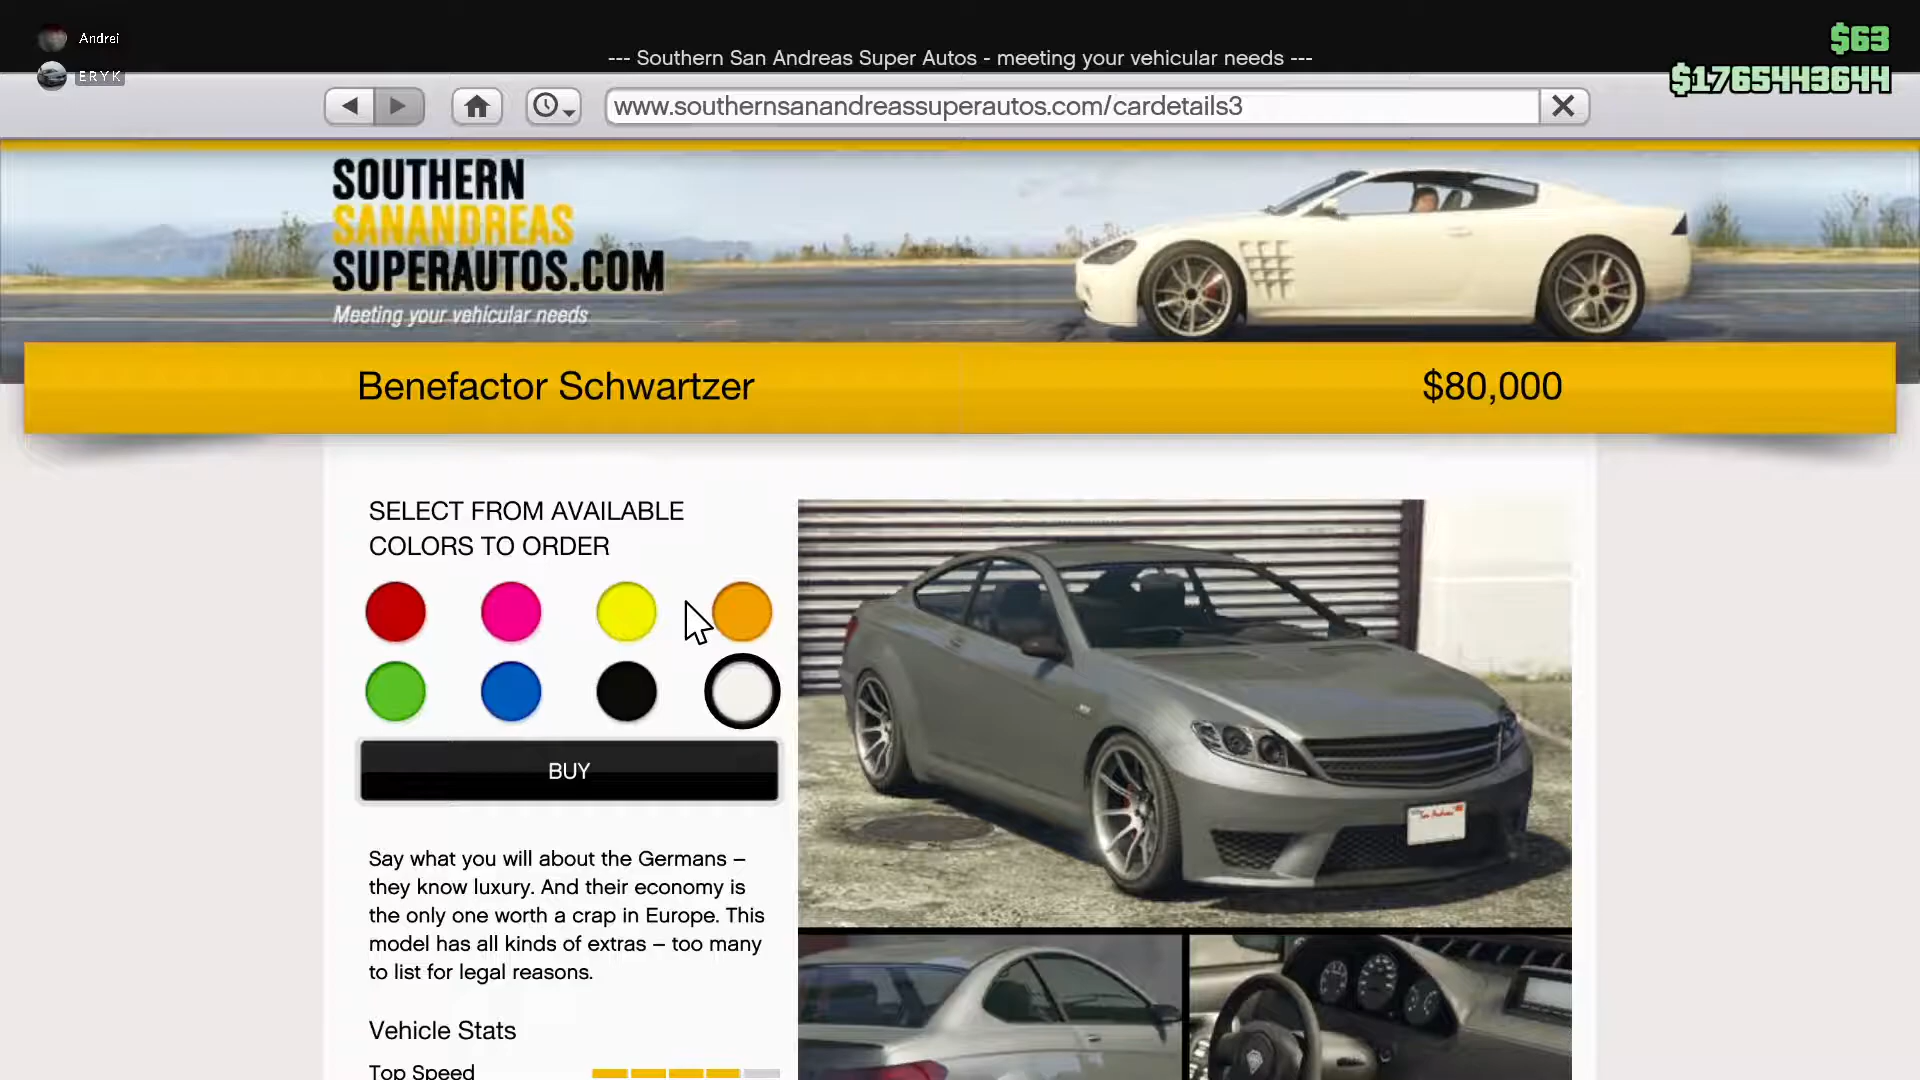 Andrei
ERYK
--- Southern San Andreas Super Autos - meeting your vehicular needs ---
$63
$1765443644
www.southernsanandreassuperautos.com/cardetails3
SOUTHERN
SANANDREAS
SUPERAUTOS.COM
Meeting your vehicular needs
Benefactor Schwartzer
$80,000
SELECT FROM AVAILABLE
COLORS TO ORDER
BUY
Say what you will about the Germans –
they know luxury. And their economy is
the only one worth a crap in Europe. This
model has all kinds of extras – too many
to list for legal reasons.
San Andreas
Vehicle Stats
Top Speed